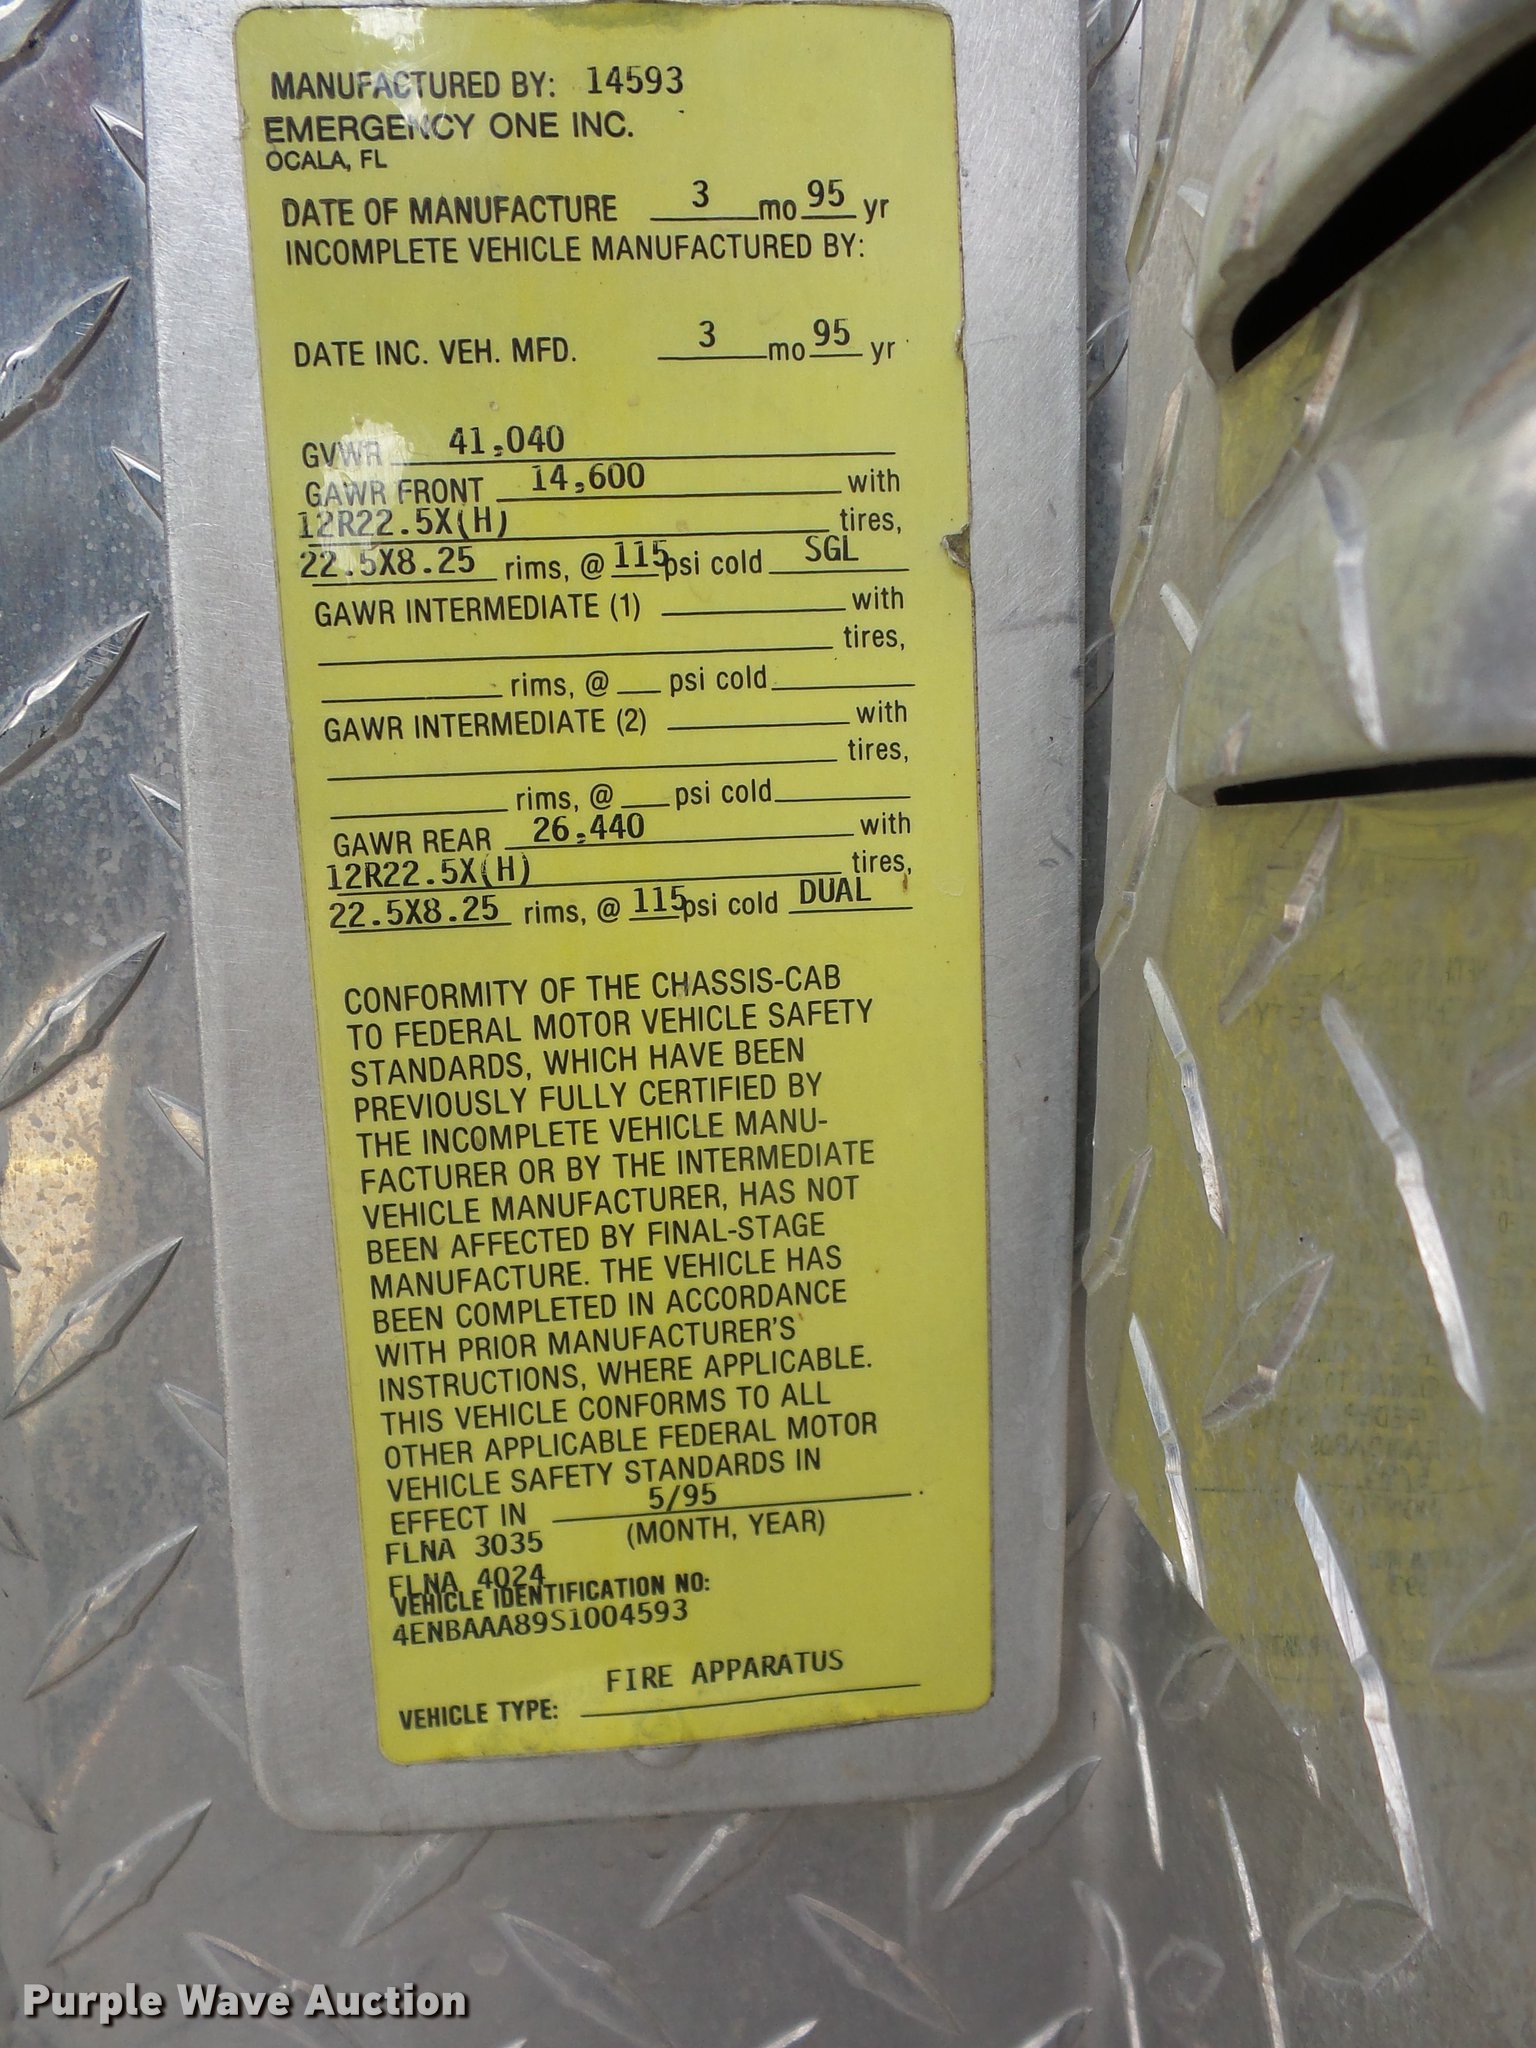 MANUFACTURED BY: 14593
EMERGENCY ONE INC.
OCALA, FL
DATE OF MANUFACTURE 3 mo 95 yr
INCOMPLETE VEHICLE MANUFACTURED BY:
DATE INC. VEH. MFD. 3 mo 95 yr
GVWR 41,040
GAWR FRONT 14,600 with
12R22.5X(H) tires,
22.5X8.25 rims, @ 115 psi cold SGL
GAWR INTERMEDIATE (1) with
tires,
rims, @ psi cold
GAWR INTERMEDIATE (2) with
tires,
rims, @ psi cold
GAWR REAR 26,440 with
12R22.5X(H) tires,
22.5X8.25 rims, @ 115 psi cold DUAL
CONFORMITY OF THE CHASSIS-CAB
TO FEDERAL MOTOR VEHICLE SAFETY
STANDARDS, WHICH HAVE BEEN
PREVIOUSLY FULLY CERTIFIED BY
THE INCOMPLETE VEHICLE MANU-
FACTURER OR BY THE INTERMEDIATE
VEHICLE MANUFACTURER, HAS NOT
BEEN AFFECTED BY FINAL-STAGE
MANUFACTURE. THE VEHICLE HAS
BEEN COMPLETED IN ACCORDANCE
WITH PRIOR MANUFACTURER'S
INSTRUCTIONS, WHERE APPLICABLE.
THIS VEHICLE CONFORMS TO ALL
OTHER APPLICABLE FEDERAL MOTOR
VEHICLE SAFETY STANDARDS IN
EFFECT IN 5/95.
FLNA 3035 (MONTH, YEAR)
FLNA 4024
VEHICLE IDENTIFICATION NO:
4ENBAAA89S1004593
VEHICLE TYPE: FIRE APPARATUS
Purple Wave Auction